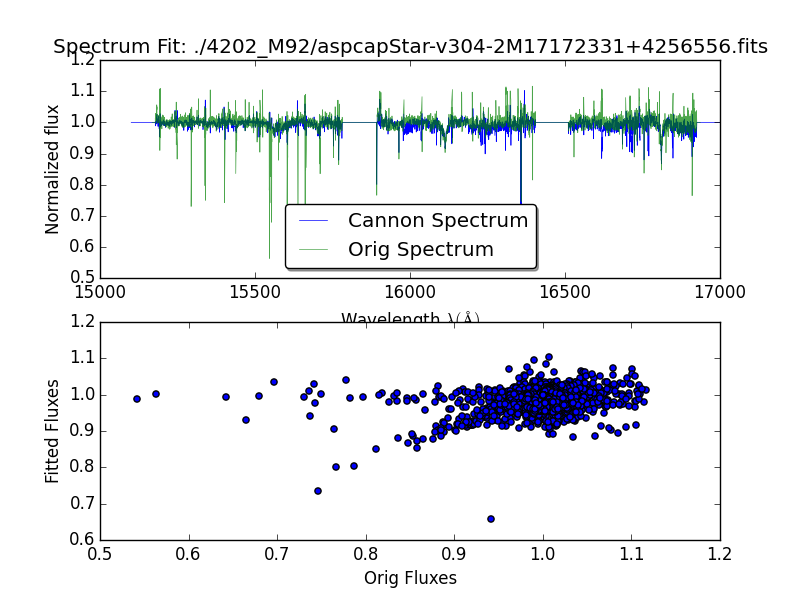 Spectrum Fit: ./4202_M92/aspcapStar-v304-2M17172331+4256556.fits
Normalized flux
1.2
1.1
1.0
0.9
0.8
0.7
0.6
0.5
Cannon Spectrum
Orig Spectrum
15000 15500 16000 16500 17000
Wavelength λ(Å)
Fitted Fluxes
1.2
1.1
1.0
0.9
0.8
0.7
0.6
0.5 0.6 0.7 0.8 0.9 1.0 1.1 1.2
Orig Fluxes